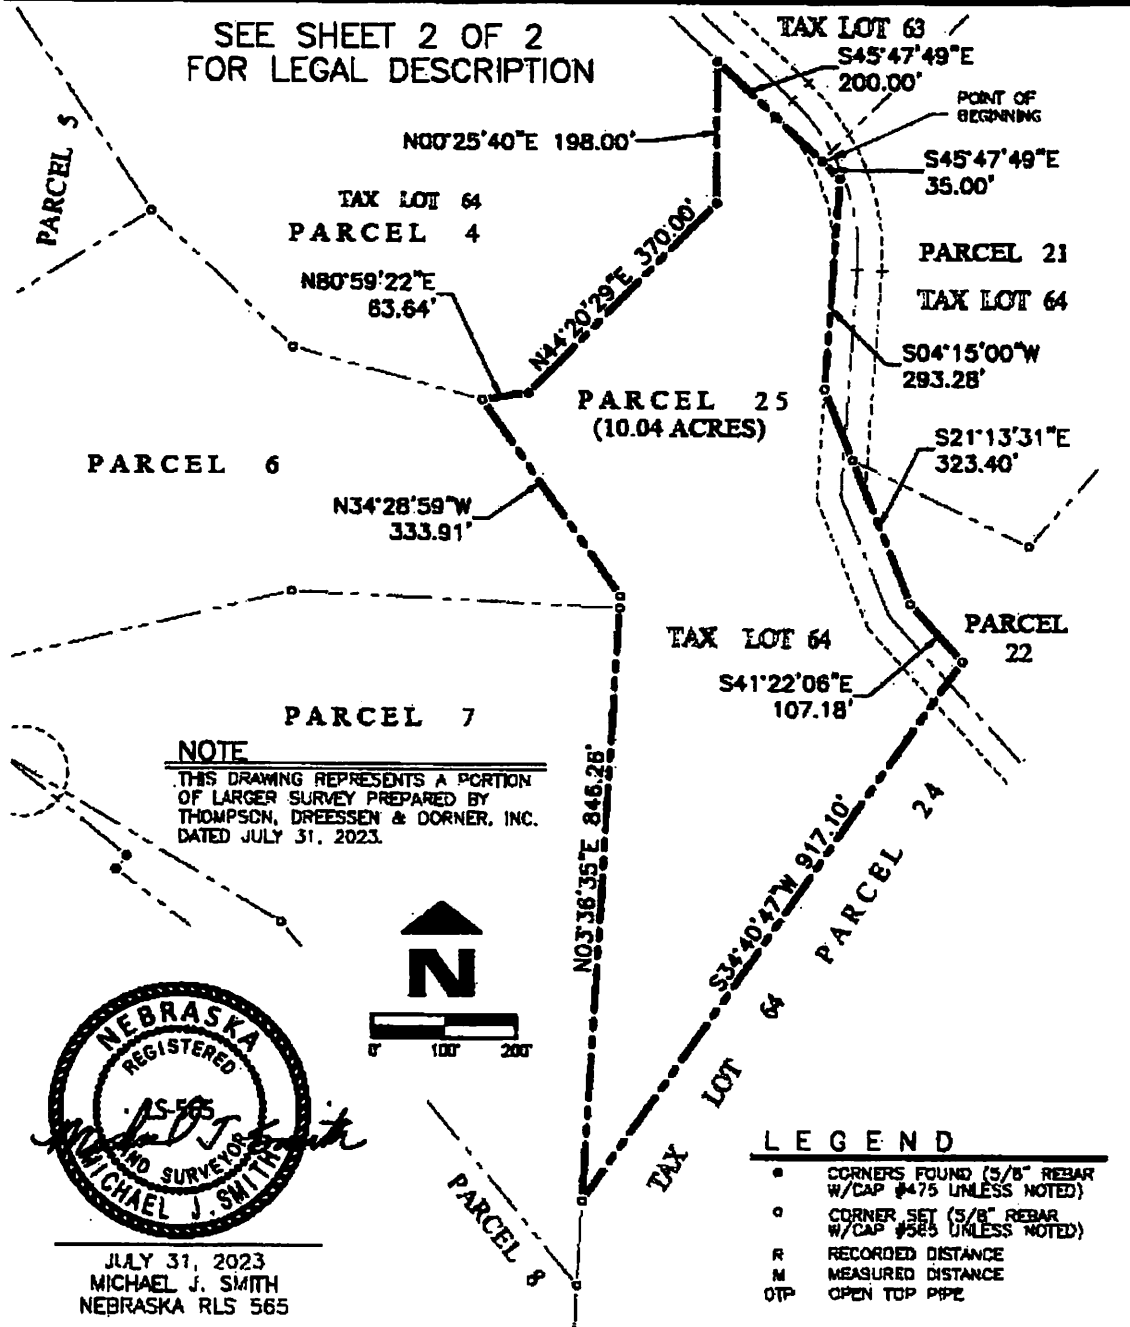 SEE SHEET 2 OF 2
FOR LEGAL DESCRIPTION
TAX LOT 63
S45°47'49"E
200.00'
POINT OF
BEGINNING
N00°25'40"E 198.00'
S45°47'49"E
35.00'
PARCEL 5
TAX LOT 64
PARCEL 4
N80°59'22"E
63.64'
N44°20'29"E 370.00'
PARCEL 21
TAX LOT 64
S04°15'00"W
293.28'
PARCEL 25
(10.04 ACRES)
S21°13'31"E
323.40'
PARCEL 6
N34°28'59"W
333.91'
TAX LOT 64
PARCEL
22
S41°22'06"E
107.18'
PARCEL 7
NOTE
THIS DRAWING REPRESENTS A PORTION
OF LARGER SURVEY PREPARED BY
THOMPSON, DREESSEN & DORNER, INC.
DATED JULY 31, 2023.
N03°36'35"E 846.26'
S34°40'47"W 917.10'
PARCEL 24
TAX LOT 64
N
0' 100' 200'
NEBRASKA
REGISTERED
LS-565
Michael J. Smith
LAND SURVEYOR
MICHAEL J. SMITH
PARCEL 8
JULY 31, 2023
MICHAEL J. SMITH
NEBRASKA RLS 565
LEGEND
CORNERS FOUND (5/8" REBAR
W/CAP #475 UNLESS NOTED)
CORNER SET (5/8" REBAR
W/CAP #565 UNLESS NOTED)
R RECORDED DISTANCE
M MEASURED DISTANCE
OTP OPEN TOP PIPE